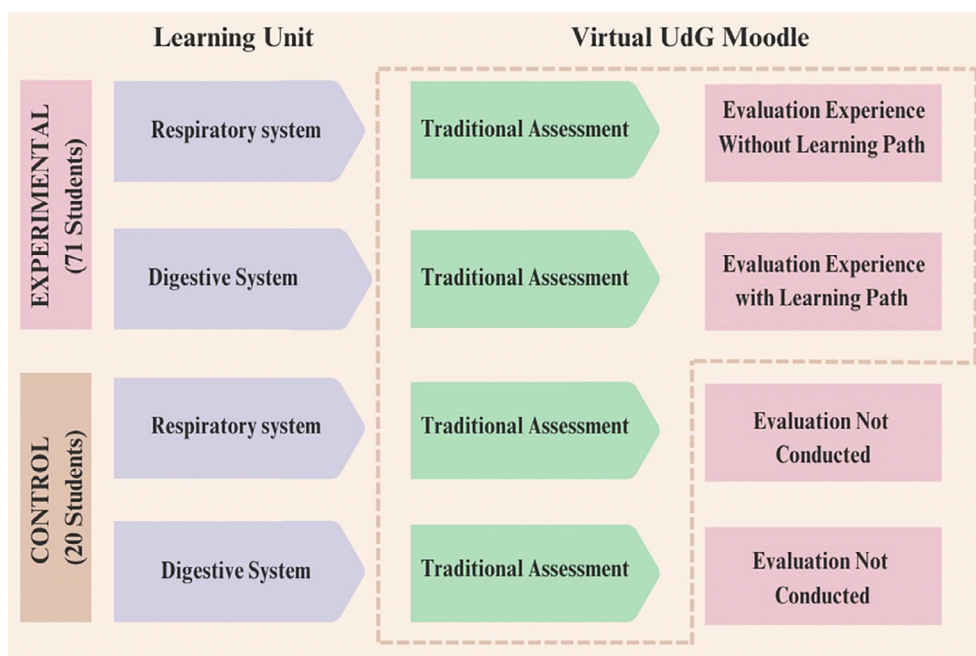 Learning Unit
Virtual UdG Moodle
EXPERIMENTAL
(71 Students)
Respiratory system
Traditional Assessment
Evaluation Experience
Without Learning Path
Digestive System
Traditional Assessment
Evaluation Experience
with Learning Path
CONTROL
(20 Students)
Respiratory system
Traditional Assessment
Evaluation Not
Conducted
Digestive System
Traditional Assessment
Evaluation Not
Conducted